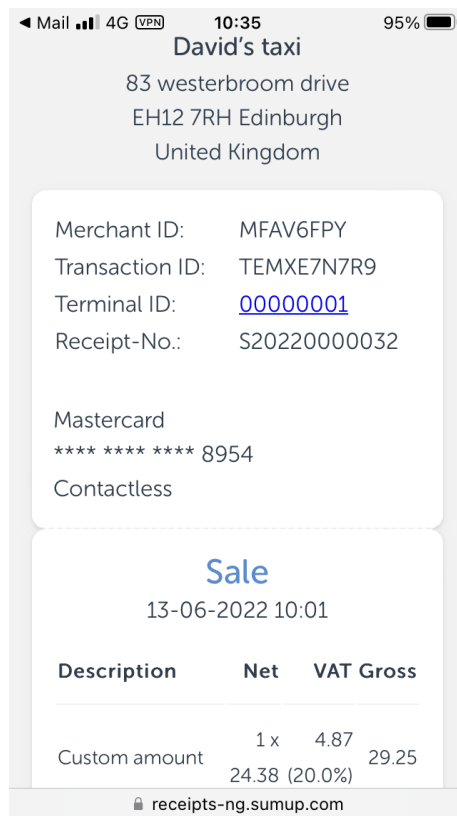 Mail 4G VPN 10:35 95%
David's taxi
83 westerbroom drive
EH12 7RH Edinburgh
United Kingdom
Merchant ID: MFAV6FPY
Transaction ID: TEMXE7N7R9
Terminal ID: 00000001
Receipt-No.: S20220000032
Mastercard
**** **** **** 8954
Contactless
Sale
13-06-2022 10:01
Description Net VAT Gross
Custom amount 1 x 24.38 4.87 (20.0%) 29.25
receipts-ng.sumup.com